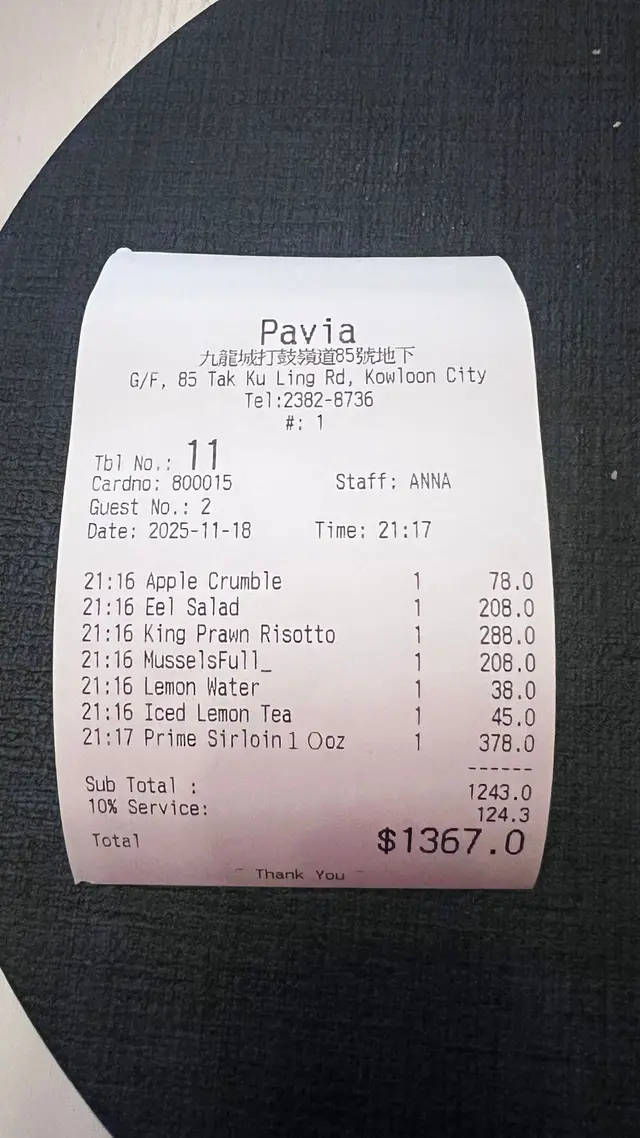 Pavia
九龍城打鼓嶺道85號地下
G/F, 85 Tak Ku Ling Rd, Kowloon City
Tel:2382-8736
#: 1
Tbl No.: 11
Cardno: 800015 Staff: ANNA
Guest No.: 2
Date: 2025-11-18 Time: 21:17
21:16 Apple Crumble 1 78.0
21:16 Eel Salad 1 208.0
21:16 King Prawn Risotto 1 288.0
21:16 MusselsFull_ 1 208.0
21:16 Lemon Water 1 38.0
21:16 Iced Lemon Tea 1 45.0
21:17 Prime Sirloin 10oz 1 378.0
------
Sub Total : 1243.0
10% Service: 124.3
Total $1367.0
- Thank You -